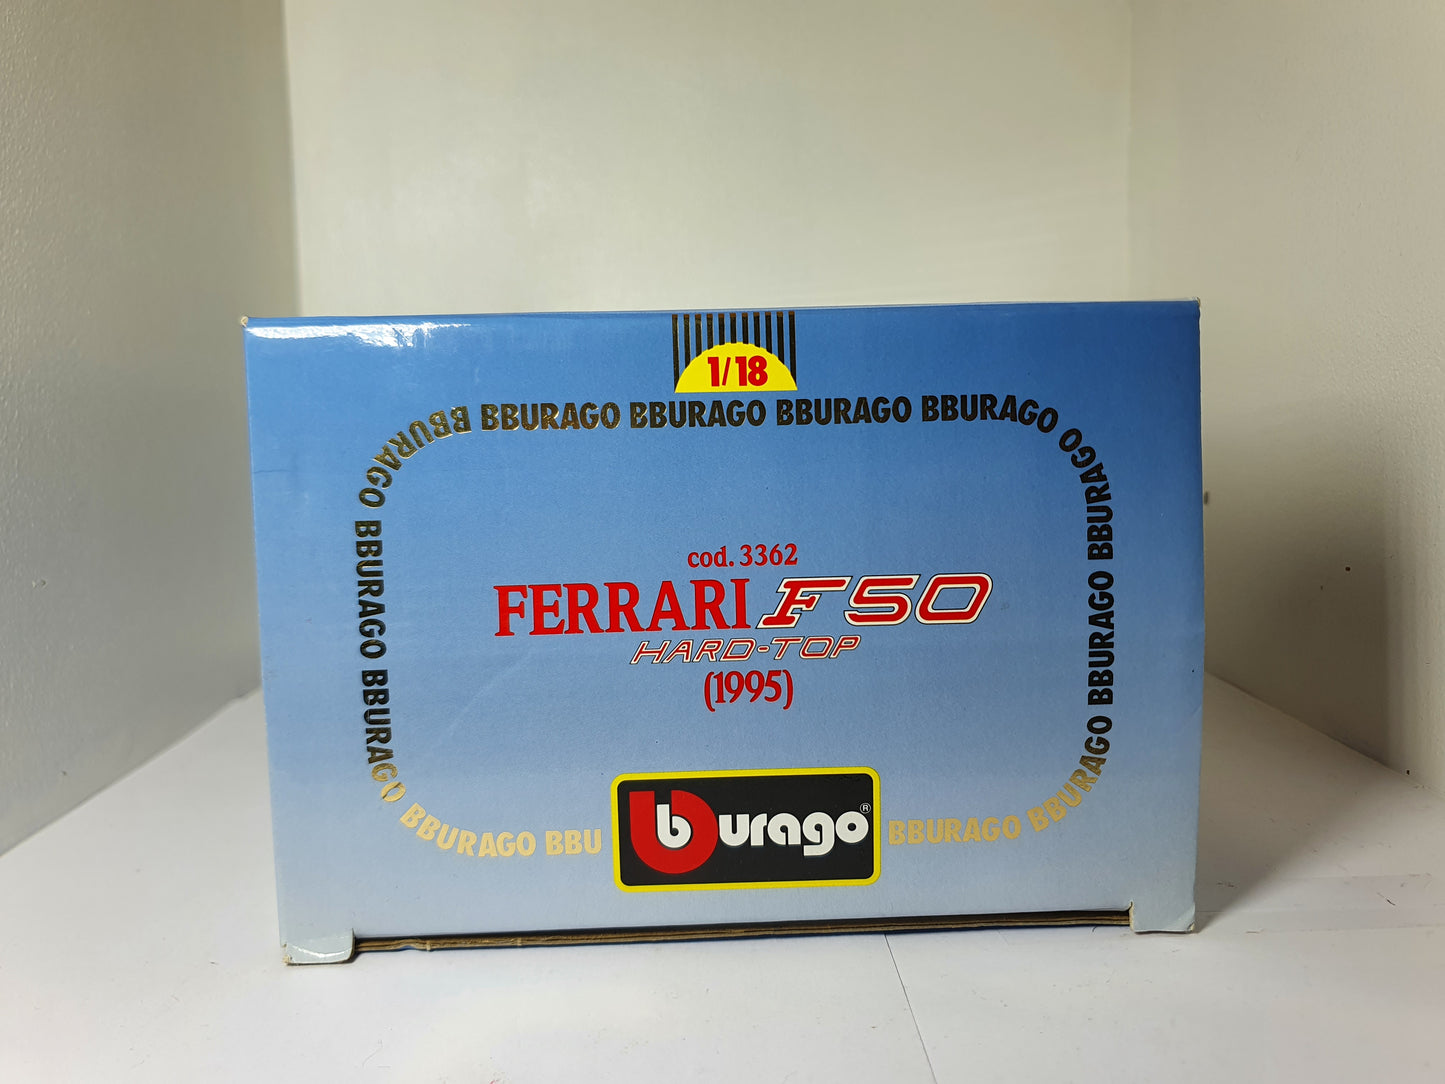 1/18
BBURAGO BBURAGO BBURAGO BBURAGO BBURAGO BBURAGO BBURAGO BBURAGO BBURAGO BBURAGO BBURAGO
BBURAGO BBURAGO BBURAGO BBURAGO BBU
cod. 3362
FERRARI F50
HARD-TOP
(1995)
burago®